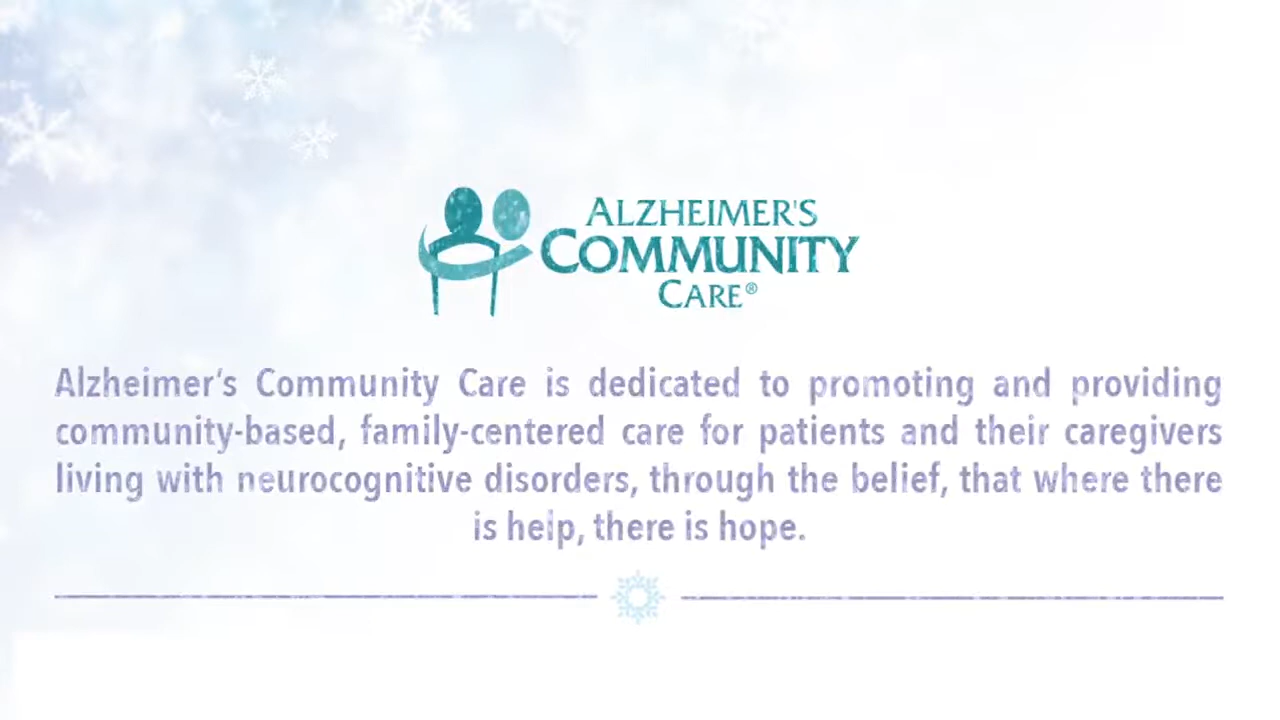 ALZHEIMER'S
COMMUNITY
CARE®
Alzheimer‘s Community Care is dedicated to promoting and providing
community-based, family-centered care for patients and their caregivers
living with neurocognitive disorders, through the belief, that where there
is help, there is hope.